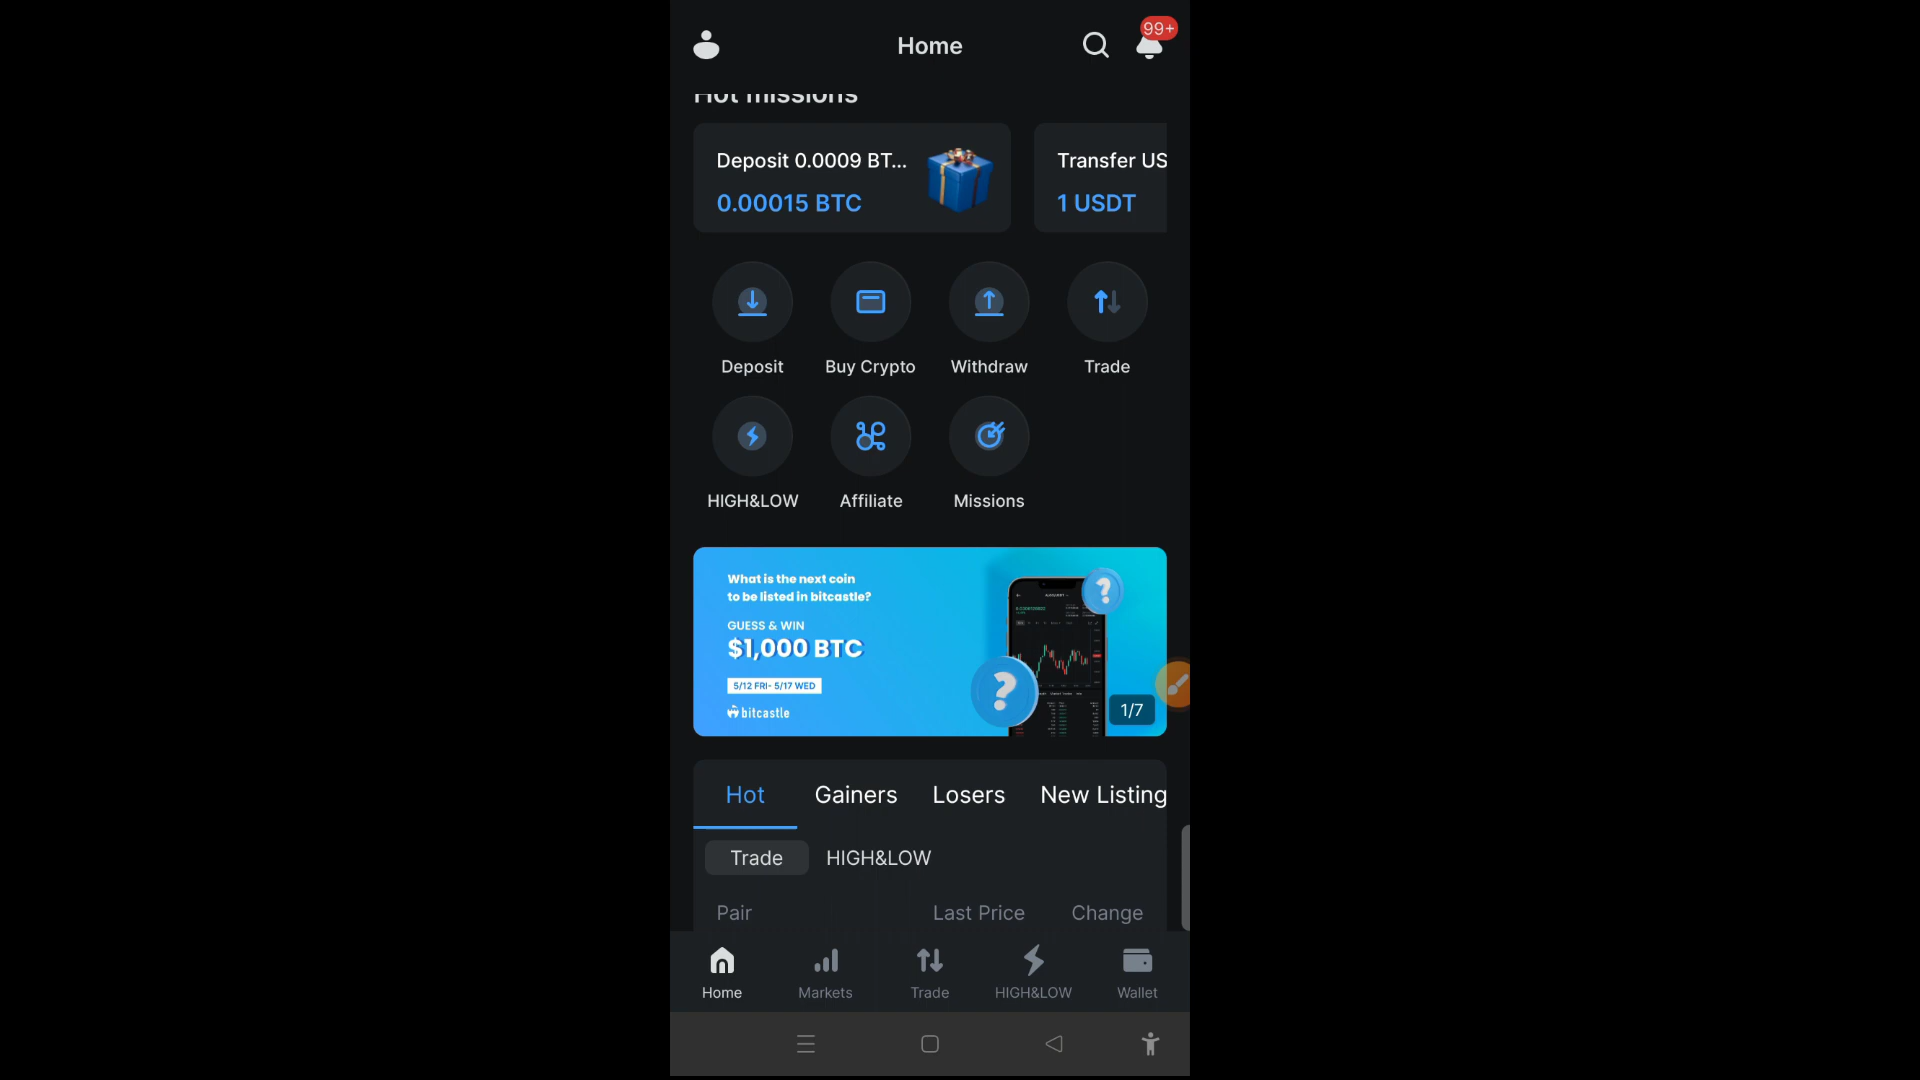 Home
99+
Hot missions
Deposit 0.0009 BT...
0.00015 BTC
Transfer US
1 USDT
Deposit
Buy Crypto
Withdraw
Trade
HIGH&LOW
Affiliate
Missions
What is the next coin
to be listed in bitcastle?
GUESS & WIN
$1,000 BTC
5/12 FRI- 5/17 WED
bitcastle
1/7
Hot
Gainers
Losers
New Listing
Trade
HIGH&LOW
Pair
Last Price
Change
Home
Markets
Trade
HIGH&LOW
Wallet